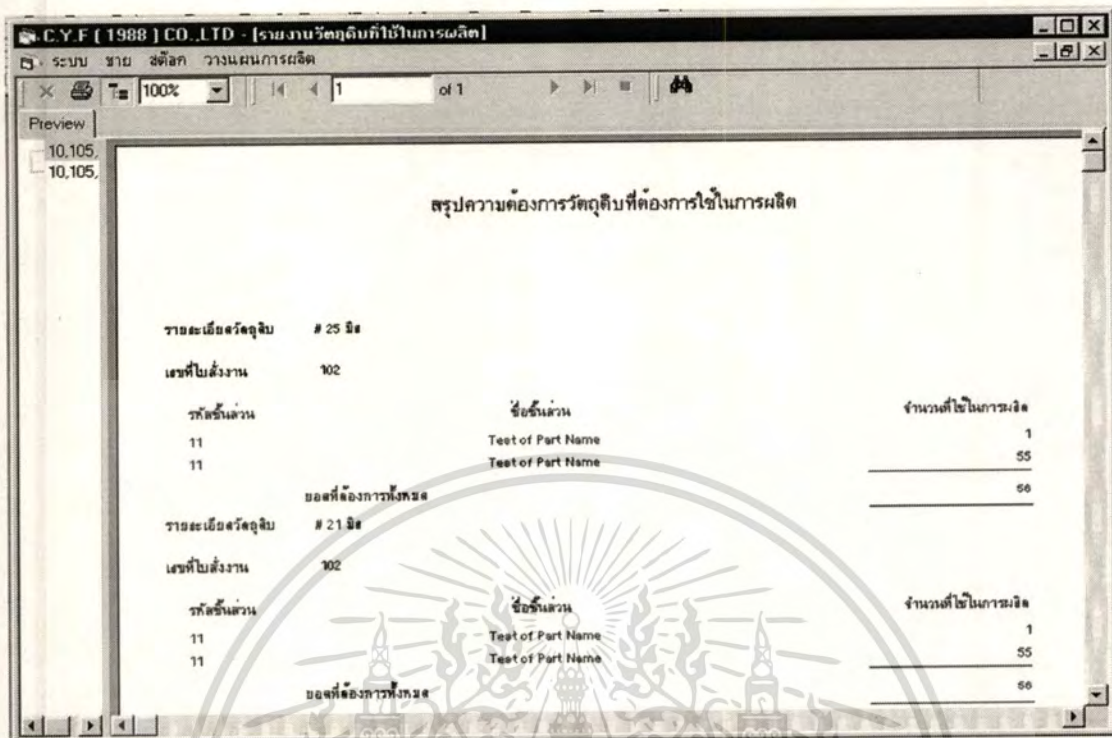 C.Y.F ( 1988 ) CO.,LTD - [รายงานวัตถุดิบที่ใช้ในการผลิต]
ระบบ ขาย สต๊อก วางแผนการผลิต
100% 1 of 1
Preview
10,105,
10,105,
สรุปความต้องการวัตถุดิบที่ต้องการใช้ในการผลิต
รายละเอียดวัตถุดิบ # 25 มิล
เลขที่ใบสั่งงาน 102
รหัสชิ้นส่วน ชื่อชิ้นส่วน จำนวนที่ใช้ในการผลิต
11 Test of Part Name 1
11 Test of Part Name 55
ยอดที่ต้องการทั้งหมด 56
รายละเอียดวัตถุดิบ # 21 มิล
เลขที่ใบสั่งงาน 102
รหัสชิ้นส่วน ชื่อชิ้นส่วน จำนวนที่ใช้ในการผลิต
11 Test of Part Name 1
11 Test of Part Name 55
ยอดที่ต้องการทั้งหมด 56